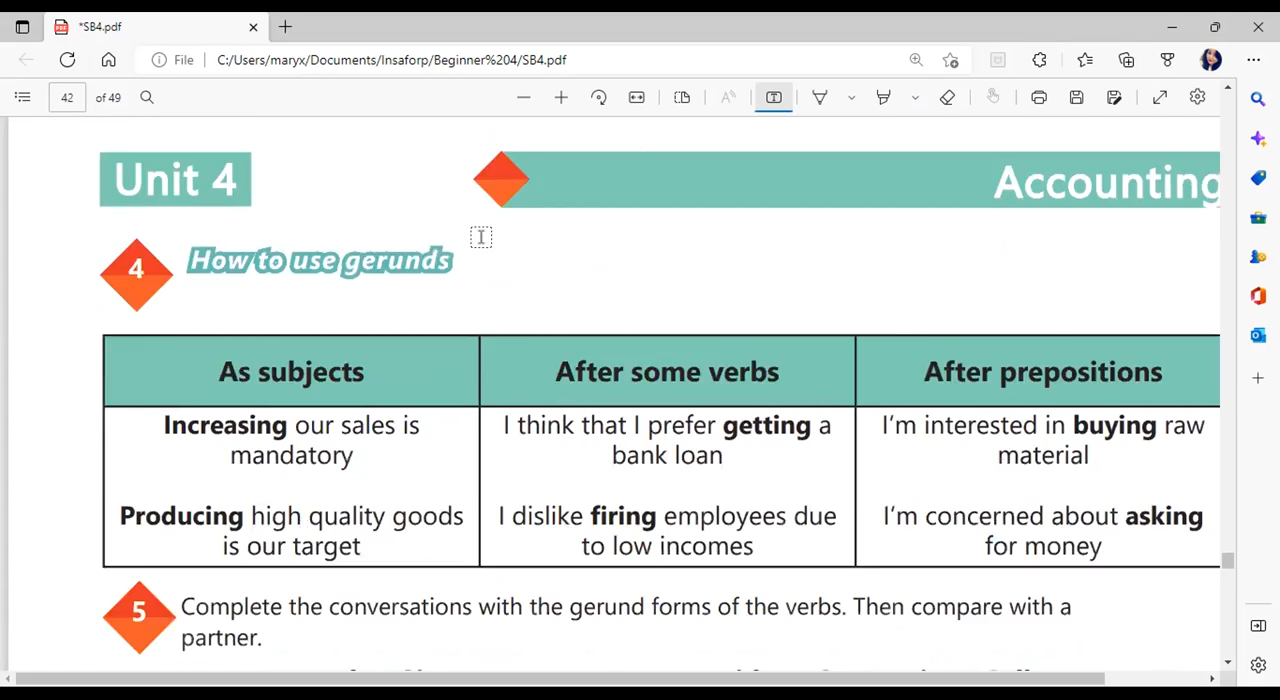 *SB4.pdf
File
C:/Users/maryx/Documents/Insaforp/Beginner%204/SB4.pdf
42
of 49
Unit 4
Accounting
4
How to use gerunds
As subjects
After some verbs
After prepositions
Increasing our sales is
mandatory
I think that I prefer getting a
bank loan
I'm interested in buying raw
material
Producing high quality goods
is our target
I dislike firing employees due
to low incomes
I'm concerned about asking
for money
5
Complete the conversations with the gerund forms of the verbs. Then compare with a
partner.